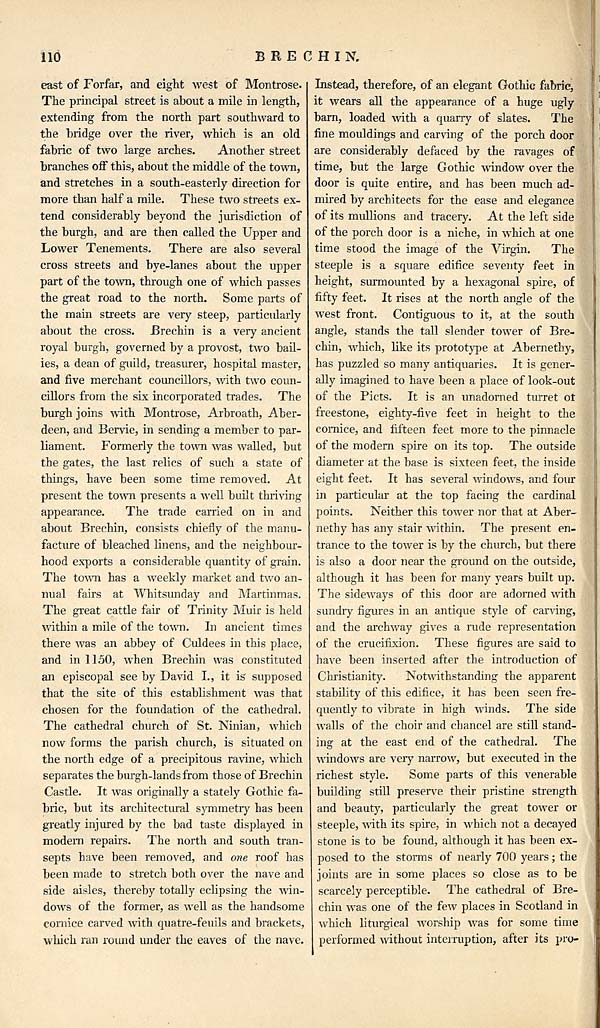 110
BRECHIN.
east of Forfar, and eight west of Montrose.
The principal street is about a mile in length,
extending from the north part southward to
the bridge over the river, which is an old
fabric of two large arches. Another street
branches off this, about the middle of the town,
and stretches in a south-easterly direction for
more than half a mile. These two streets ex-
tend considerably beyond the jurisdiction of
the burgh, and are then called the Upper and
Lower Tenements. There are also several
cross streets and bye-lanes about the upper
part of the town, through one of which passes
the great road to the north. Some parts of
the main streets are very steep, particularly
about the cross. Brechin is a very ancient
royal burgh, governed by a provost, two bail-
ies, a dean of guild, treasurer, hospital master,
and five merchant councillors, with two coun-
cillors from the six incorporated trades. The
burgh joins with Montrose, Arbroath, Aber-
deen, and Bervie, in sending a member to par-
liament. Formerly the town was walled, but
the gates, the last relics of such a state of
things, have been some time removed. At
present the town presents a well built thriving
appearance. The trade carried on in and
about Brechin, consists chiefly of the manu-
facture of bleached linens, and the neighbour-
hood exports a considerable quantity of grain.
The town has a weekly market and two an-
nual fairs at Whitsunday and Martinmas.
The great cattle fair of Trinity Muir is held
within a mile of the town. In ancient times
there was an abbey of Culdees in this place,
and in 1150, when Brechin was constituted
an episcopal see by David I., it is supposed
that the site of this establishment was that
chosen for the foundation of the cathedral.
The cathedral church of St. Ninian, which
now forms the parish church, is situated on
the north edge of a precipitous ravine, which
separates the burgh-lands from those of Brechin
Castle. It was originally a stately Gothic fa-
bric, but its architectural symmetry has been
greatly injured by the bad taste displayed in
modern repairs. The north and south tran-
septs have been removed, and one roof has
been made to stretch both over the nave and
side aisles, thereby totally eclipsing the win-
dows of the former, as well as the handsome
cornice carved with quatre-feuils and brackets,
which ran round under the eaves of the nave.
Instead, therefore, of an elegant Gothic fabric,
it wears all the appearance of a huge ugly
barn, loaded with a quarry of slates. The
fine mouldings and carving of the porch door
are considerably defaced by the ravages of
time, but the large Gothic window over the
door is quite entire, and has been much ad-
mired by architects for the ease and elegance
of its mullions and tracery. At the left side
of the porch door is a niche, in which at one
time stood the image of the Virgin. The
steeple is a square edifice seventy feet in
height, surmounted by a hexagonal spire, of
fifty feet. It rises at the north angle of the
west front. Contiguous to it, at the south
angle, stands the tall slender tower of Bre-
chin, which, like its prototype at Abernethy,
has puzzled so many antiquaries. It is gener-
ally imagined to have been a place of look-out
of the Picts. It is an unadorned turret ot
freestone, eighty-five feet in height to the
cornice, and fifteen feet more to the pinnacle
of the modern spire on its top. The outside
diameter at the base is sixteen feet, the inside
eight feet. It has several windows, and four
in particular at the top facing the cardinal
points. Neither this tower nor that at Aber-
nethy has any stair within. The present en-
trance to the tower is by the church, but there
is also a door near the ground on the outside,
although it has been for many years built up.
The sideways of this door are adorned with
sundry figures in an antique style of carving,
and the archway gives a rude representation
of the crucifixion. These figures are said to
have been inserted after the introduction of
Christianity. Notwithstanding the apparent
stability of this edifice, it has been seen fre-
quently to vibrate in high winds. The side
walls of the choir and chancel are still stand-
ing at the east end of the cathedral. The
windows are very narrow, but executed in the
richest style. Some parts of this venerable
building still preserve their pristine strength
and beauty, particularly the great tower or
steeple, with its spire, in which not a decayed
stone is to be found, although it has been ex-
posed to the storms of nearly 700 years; the
joints are in some places so close as to be
scarcely perceptible. The cathedral of Bre-
chin was one of the few places in Scotland in
which liturgical worship was for some time
performed without interruption, after its pro-